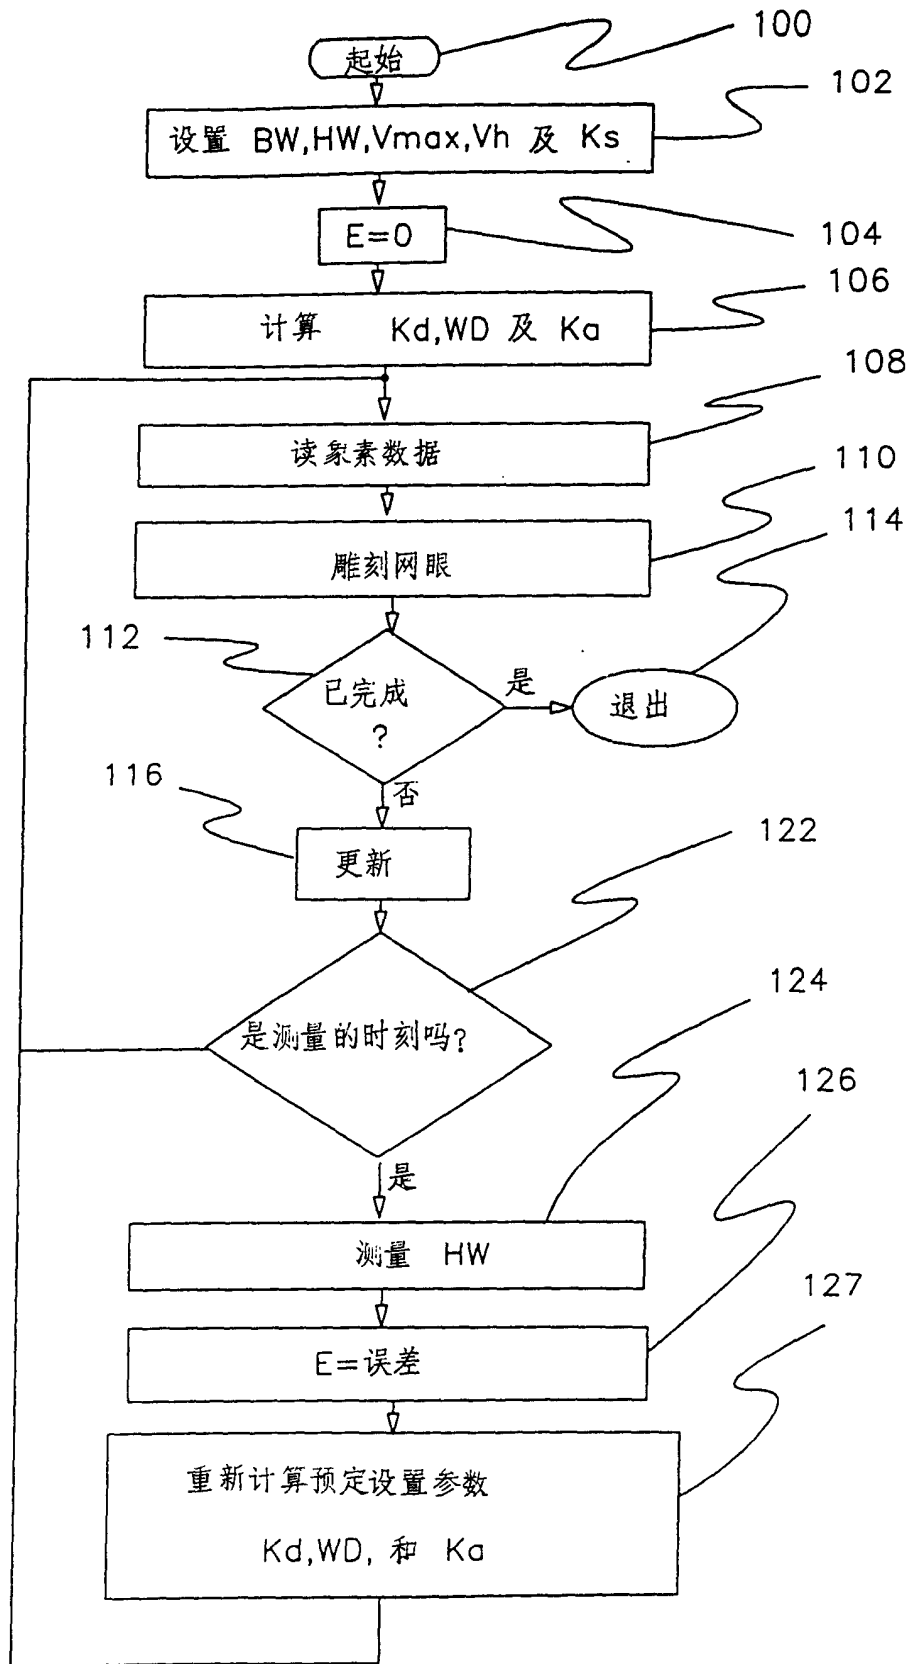 100
起始
102
设置 BW,HW,Vmax,Vh 及 Ks
E=0
104
106
计算 Kd,WD 及 Ka
108
读象素数据
110
114
雕刻网眼
112
已完成
?
是
退出
116
否
更新
122
124
是测量的时刻吗?
126
是
测量 HW
127
E=误差
重新计算预定设置参数
Kd,WD, 和 Ka